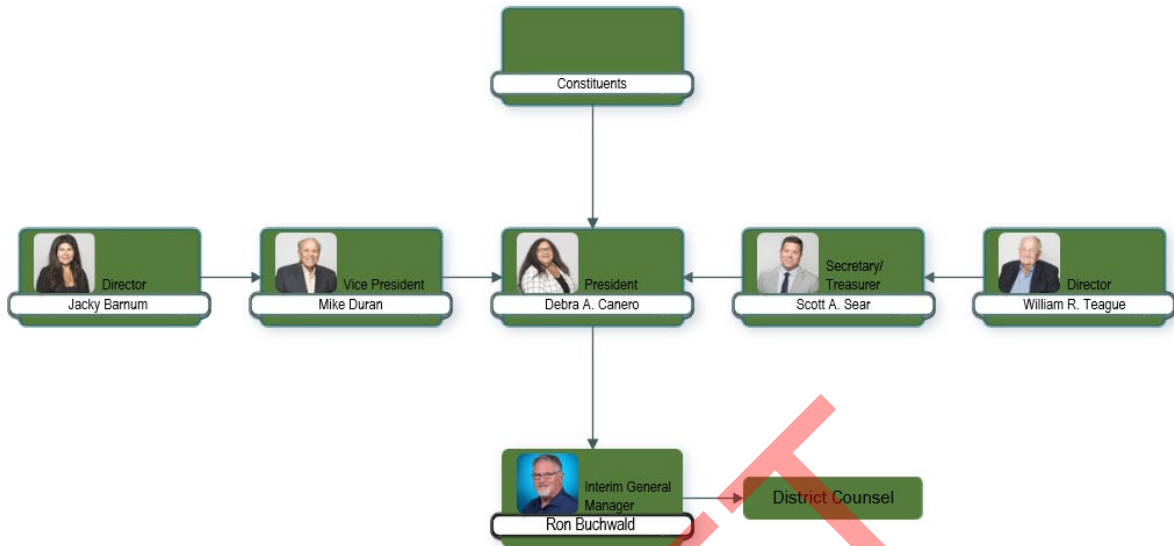 Constituents
Director
Jacky Barnum
Vice President
Mike Duran
President
Debra A. Canero
Secretary/
Treasurer
Scott A. Sear
Director
William R. Teague
Interim General
Manager
Ron Buchwald
District Counsel